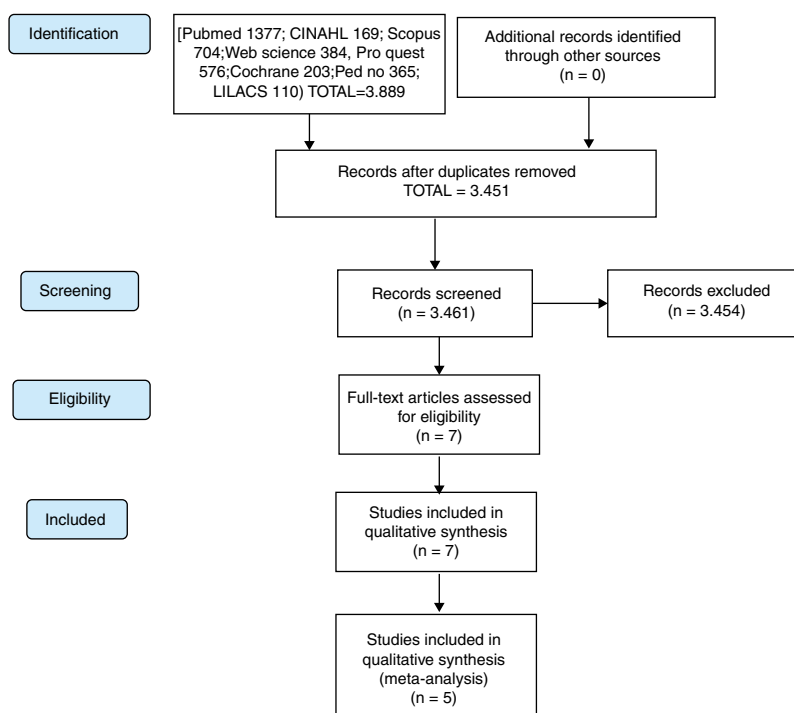 Identification
[Pubmed 1377; CINAHL 169; Scopus
704;Web science 384, Pro quest
576;Cochrane 203;Ped no 365;
LILACS 110) TOTAL=3.889
Additional records identified
through other sources
(n = 0)
Records after duplicates removed
TOTAL = 3.451
Screening
Records screened
(n = 3.461)
Records excluded
(n = 3.454)
Eligibility
Full-text articles assessed
for eligibility
(n = 7)
Included
Studies included in
qualitative synthesis
(n = 7)
Studies included in
qualitative synthesis
(meta-analysis)
(n = 5)